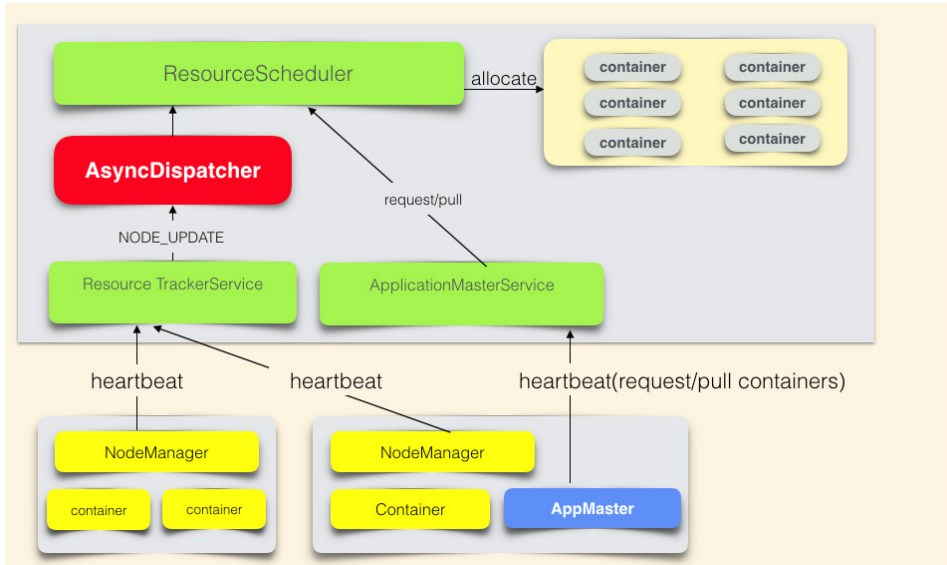 ResourceScheduler
allocate
container container
container container
container container
AsyncDispatcher
request/pull
NODE_UPDATE
Resource TrackerService
ApplicationMasterService
heartbeat
heartbeat
heartbeat(request/pull containers)
NodeManager
NodeManager
container
container
Container
AppMaster